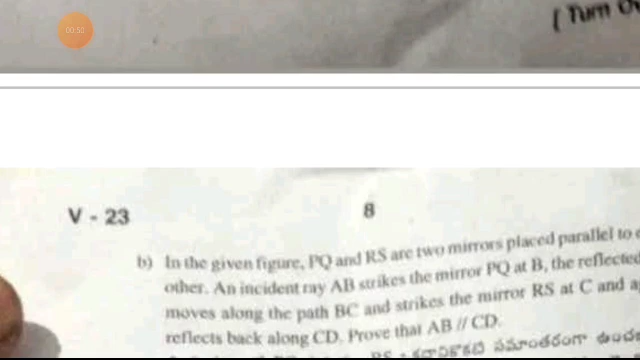 00:50
[ Turn
V - 23
8
b) In the given figure, PQ and RS are two mirrors placed parallel to
other. An incident ray AB strikes the mirror PQ at B, the reflected
moves along the path BC and strikes the mirror RS at C and
reflects back along CD. Prove that AB // CD.